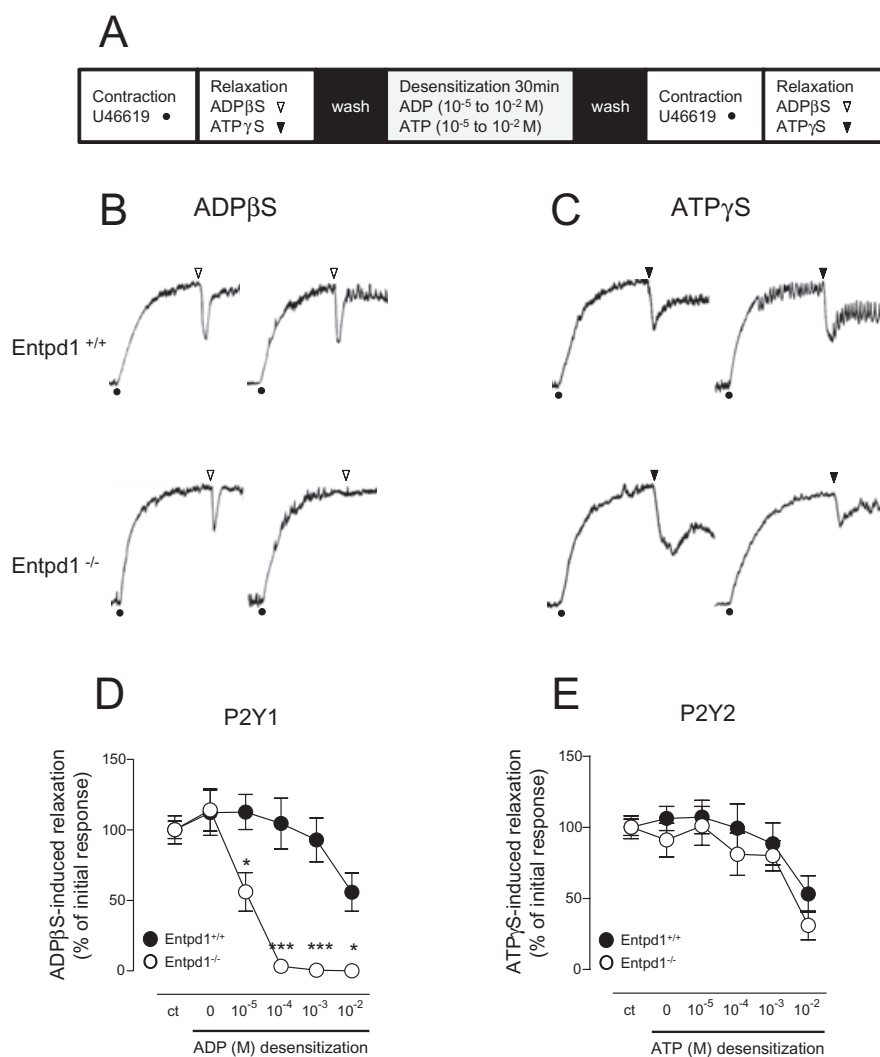 A
Contraction
U46619 ●
Relaxation
ADPβS ▽
ATPγS ▼
wash
Desensitization 30min
ADP (10⁻⁵ to 10⁻² M)
ATP (10⁻⁵ to 10⁻² M)
wash
Contraction
U46619 ●
Relaxation
ADPβS ▽
ATPγS ▼
B ADPβS
C ATPγS
Entpd1 +/+
Entpd1 -/-
D
P2Y1
ADPβS-induced relaxation
(% of initial response)
150
100
50
0
*
*** *** *
● Entpd1+/+
○ Entpd1-/-
ct 0 10⁻⁵ 10⁻⁴ 10⁻³ 10⁻²
ADP (M) desensitization
E
P2Y2
ATPγS-induced relaxation
(% of initial response)
150
100
50
0
● Entpd1+/+
○ Entpd1-/-
ct 0 10⁻⁵ 10⁻⁴ 10⁻³ 10⁻²
ATP (M) desensitization